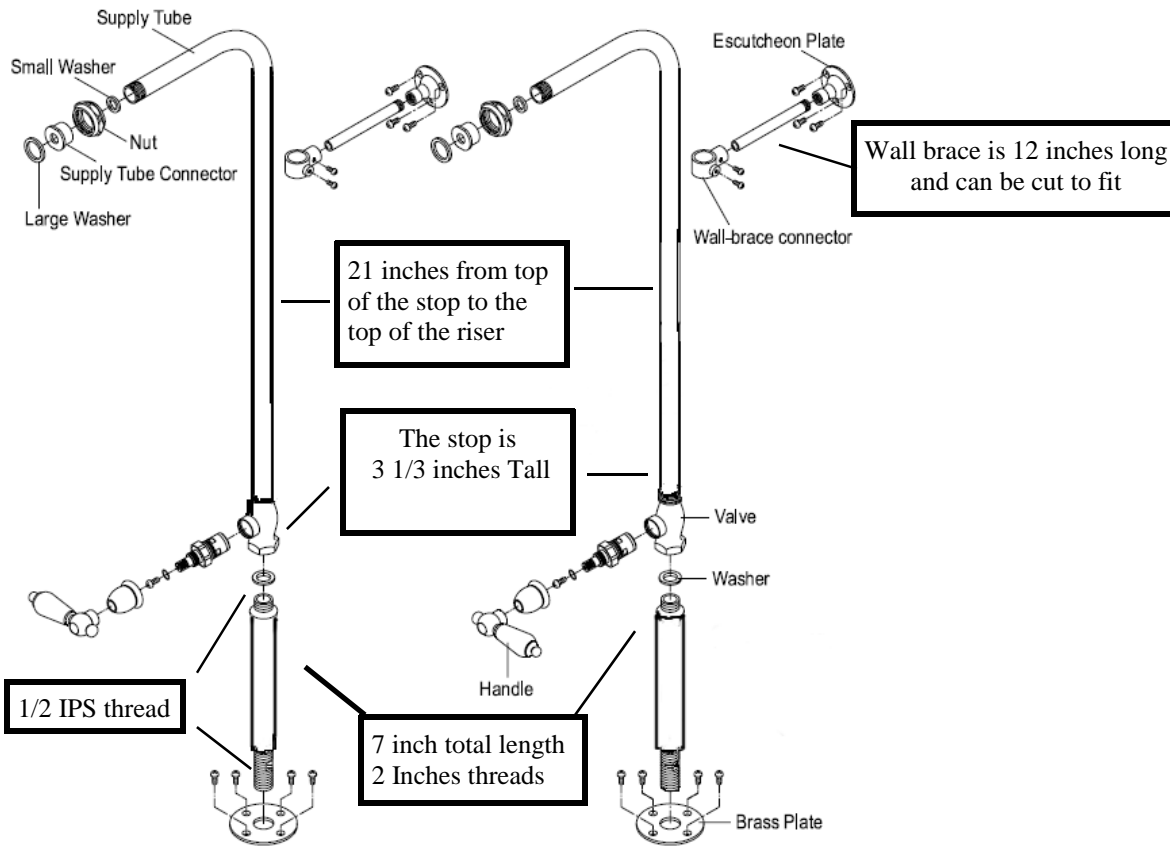 Supply Tube
Small Washer
Nut
Supply Tube Connector
Large Washer
Escutcheon Plate
Wall brace is 12 inches long
and can be cut to fit
Wall-brace connector
21 inches from top
of the stop to the
top of the riser
The stop is
3 1/3 inches Tall
Valve
Washer
Handle
1/2 IPS thread
7 inch total length
2 Inches threads
Brass Plate